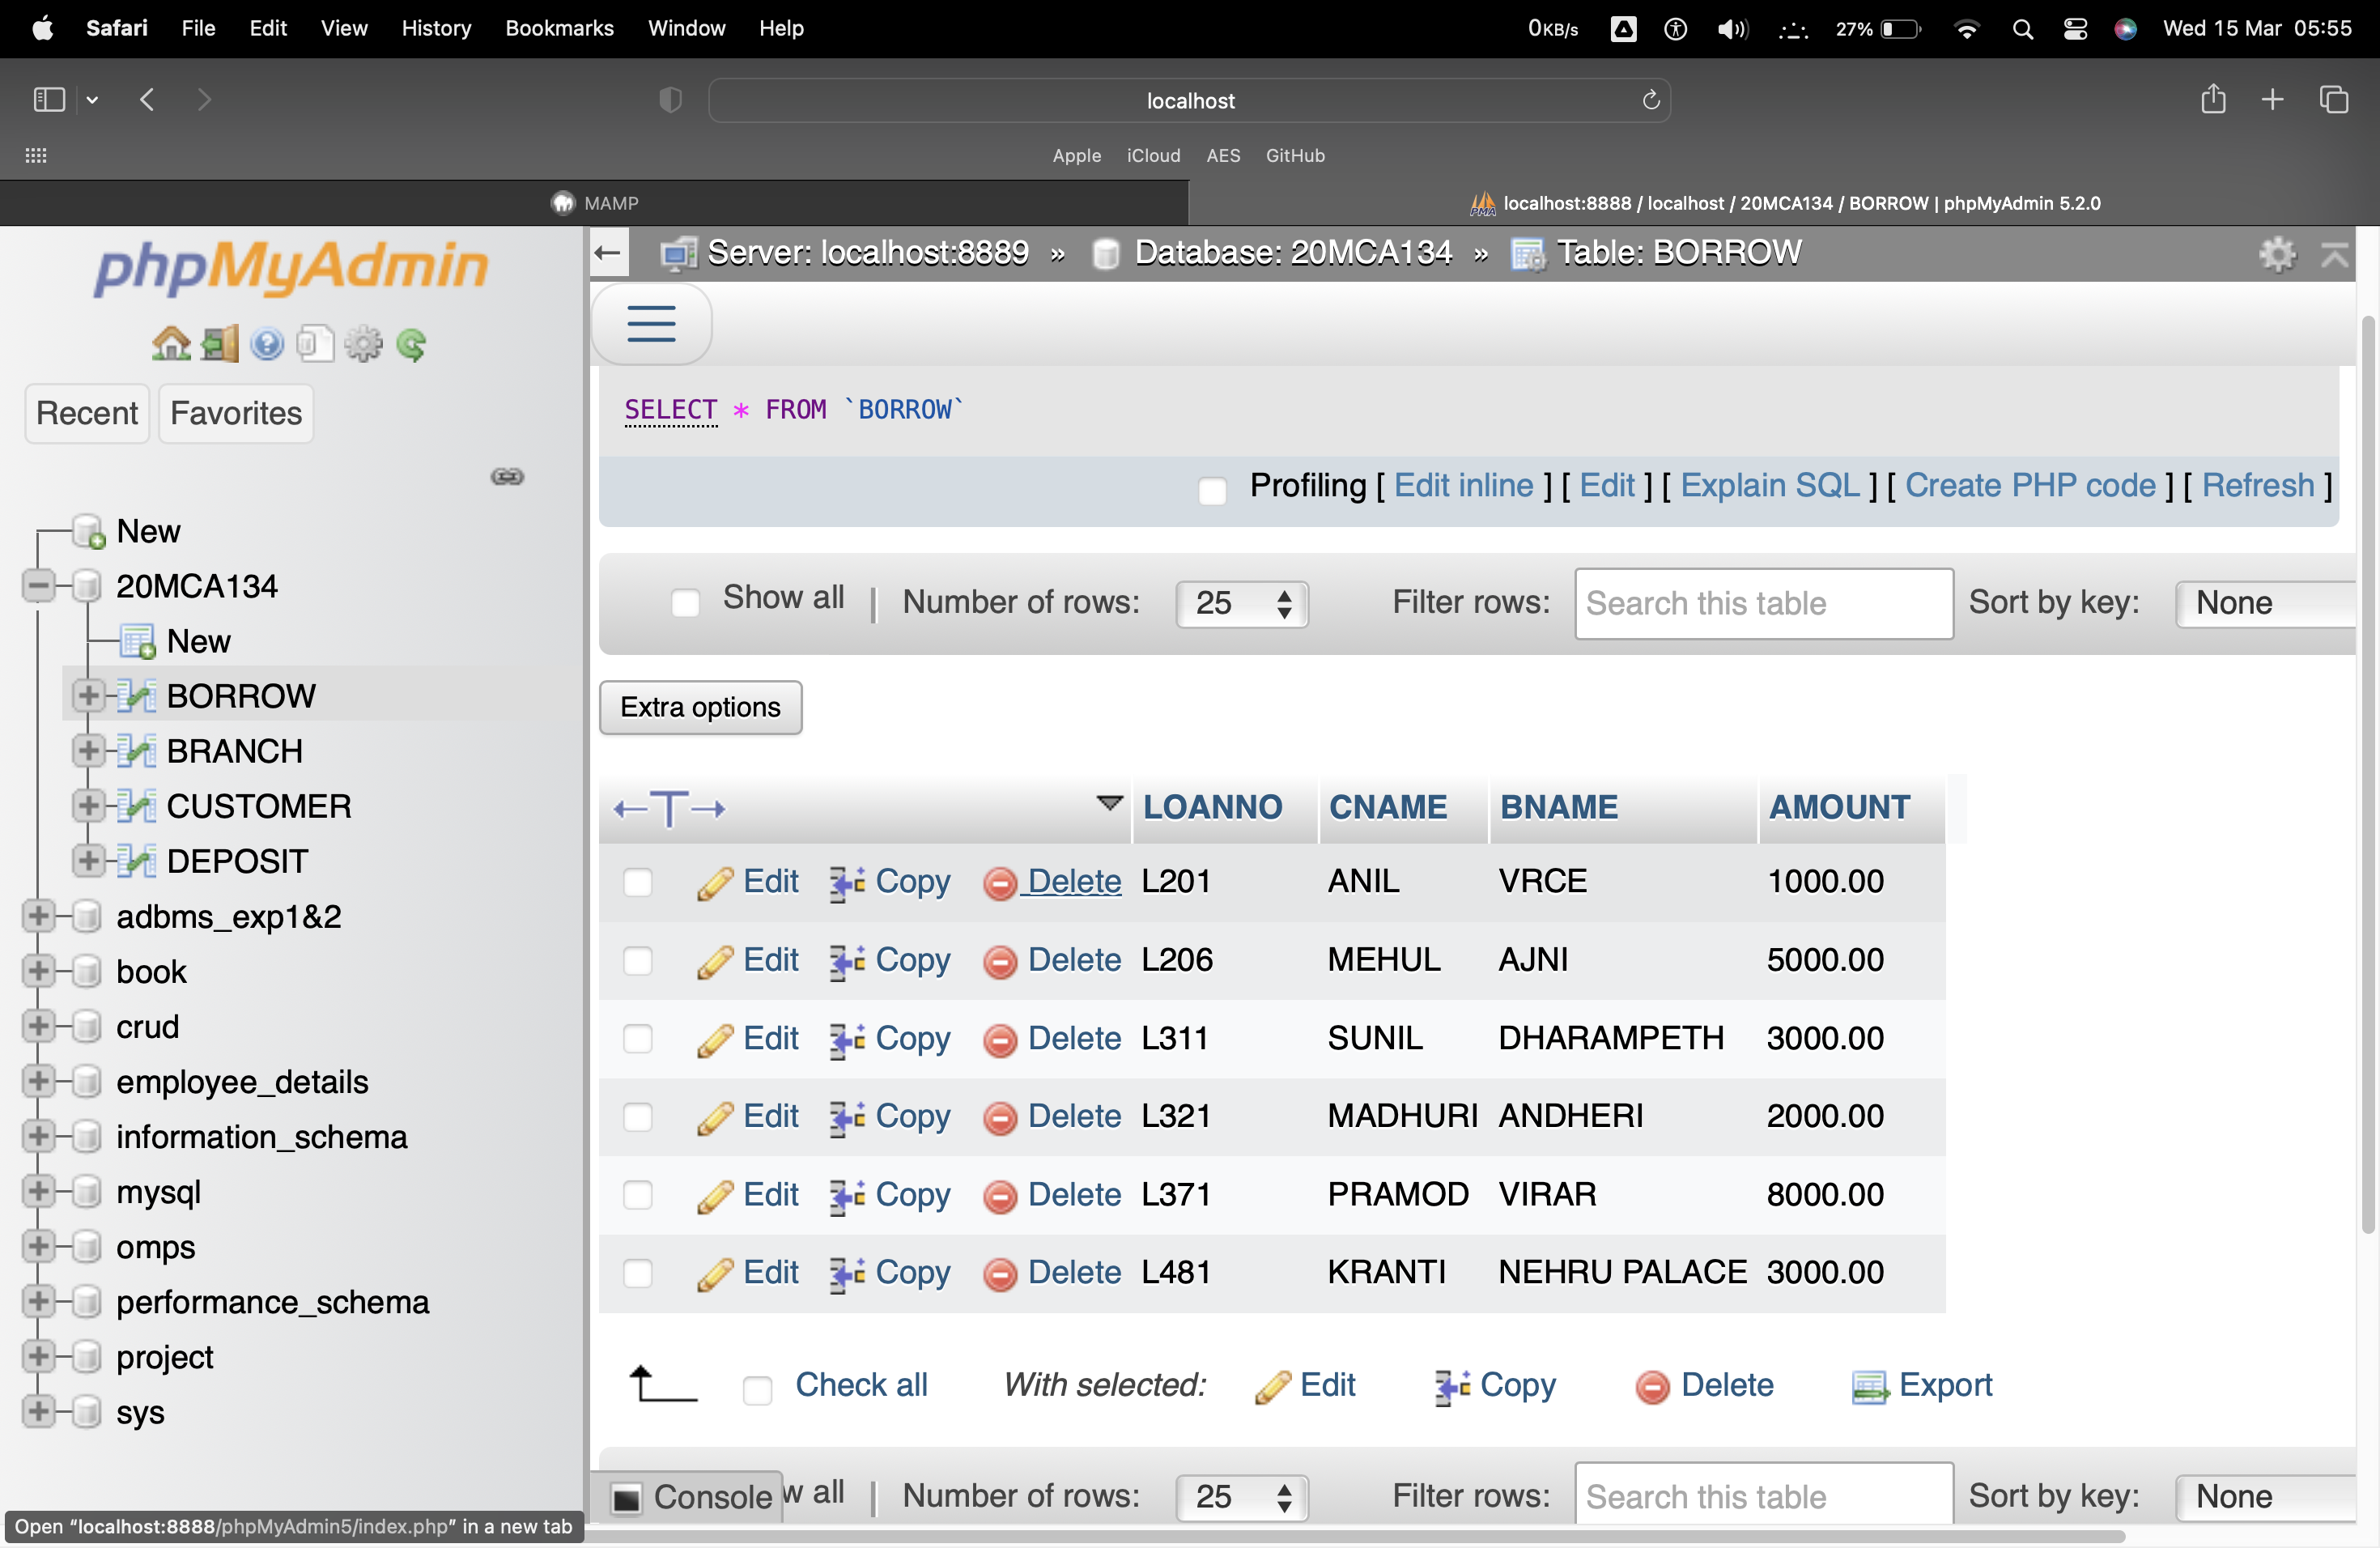 Safari File Edit View History Bookmarks Window Help 0KB/s 27% Wed 15 Mar 05:55
localhost
Apple iCloud AES GitHub
MAMP
localhost:8888 / localhost / 20MCA134 / BORROW | phpMyAdmin 5.2.0
phpMyAdmin
Recent Favorites
New
20MCA134
New
BORROW
BRANCH
CUSTOMER
DEPOSIT
adbms_exp1&2
book
crud
employee_details
information_schema
mysql
omps
performance_schema
project
sys
Open "localhost:8888/phpMyAdmin5/index.php" in a new tab
Server: localhost:8889 » Database: 20MCA134 » Table: BORROW
SELECT * FROM `BORROW`
Profiling [ Edit inline ] [ Edit ] [ Explain SQL ] [ Create PHP code ] [ Refresh ]
Show all | Number of rows: 25 Filter rows: Search this table Sort by key: None
Extra options
←T→ LOANNO CNAME BNAME AMOUNT
Edit Copy Delete L201 ANIL VRCE 1000.00
Edit Copy Delete L206 MEHUL AJNI 5000.00
Edit Copy Delete L311 SUNIL DHARAMPETH 3000.00
Edit Copy Delete L321 MADHURI ANDHERI 2000.00
Edit Copy Delete L371 PRAMOD VIRAR 8000.00
Edit Copy Delete L481 KRANTI NEHRU PALACE 3000.00
Check all With selected: Edit Copy Delete Export
Console w all | Number of rows: 25 Filter rows: Search this table Sort by key: None